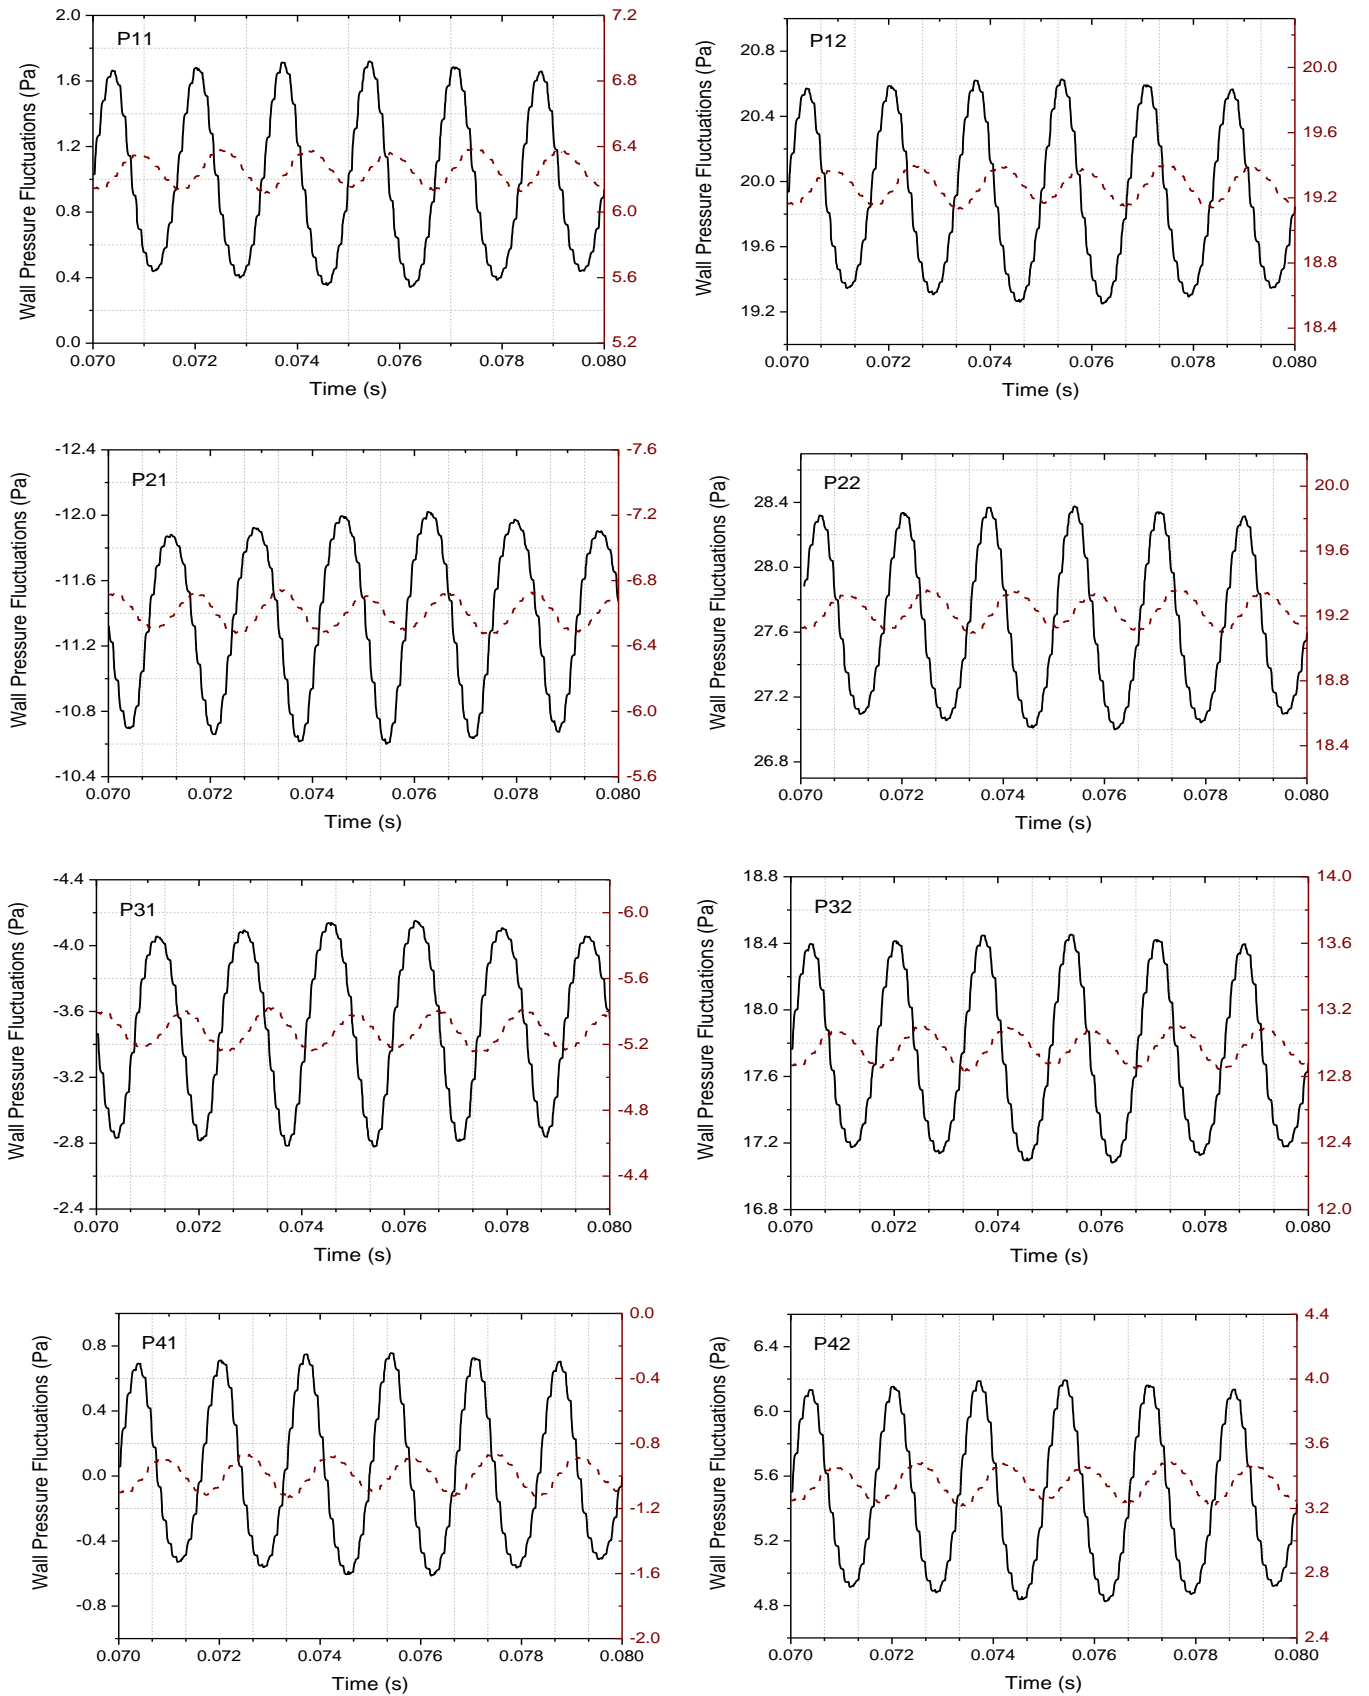 P11
Wall Pressure Fluctuations (Pa)
2.0
1.6
1.2
0.8
0.4
0.0
7.2
6.8
6.4
6.0
5.6
5.2
0.070 0.072 0.074 0.076 0.078 0.080
Time (s)
P12
Wall Pressure Fluctuations (Pa)
20.8
20.4
20.0
19.6
19.2
20.0
19.6
19.2
18.8
18.4
0.070 0.072 0.074 0.076 0.078 0.080
Time (s)
P21
Wall Pressure Fluctuations (Pa)
-12.4
-12.0
-11.6
-11.2
-10.8
-10.4
-7.6
-7.2
-6.8
-6.4
-6.0
-5.6
0.070 0.072 0.074 0.076 0.078 0.080
Time (s)
P22
Wall Pressure Fluctuations (Pa)
28.4
28.0
27.6
27.2
26.8
20.0
19.6
19.2
18.8
18.4
0.070 0.072 0.074 0.076 0.078 0.080
Time (s)
P31
Wall Pressure Fluctuations (Pa)
-4.4
-4.0
-3.6
-3.2
-2.8
-2.4
-6.0
-5.6
-5.2
-4.8
-4.4
0.070 0.072 0.074 0.076 0.078 0.080
Time (s)
P32
Wall Pressure Fluctuations (Pa)
18.8
18.4
18.0
17.6
17.2
16.8
14.0
13.6
13.2
12.8
12.4
12.0
0.070 0.072 0.074 0.076 0.078 0.080
Time (s)
P41
Wall Pressure Fluctuations (Pa)
0.8
0.4
0.0
-0.4
-0.8
0.0
-0.4
-0.8
-1.2
-1.6
-2.0
0.070 0.072 0.074 0.076 0.078 0.080
Time (s)
P42
Wall Pressure Fluctuations (Pa)
6.4
6.0
5.6
5.2
4.8
4.4
4.0
3.6
3.2
2.8
2.4
0.070 0.072 0.074 0.076 0.078 0.080
Time (s)